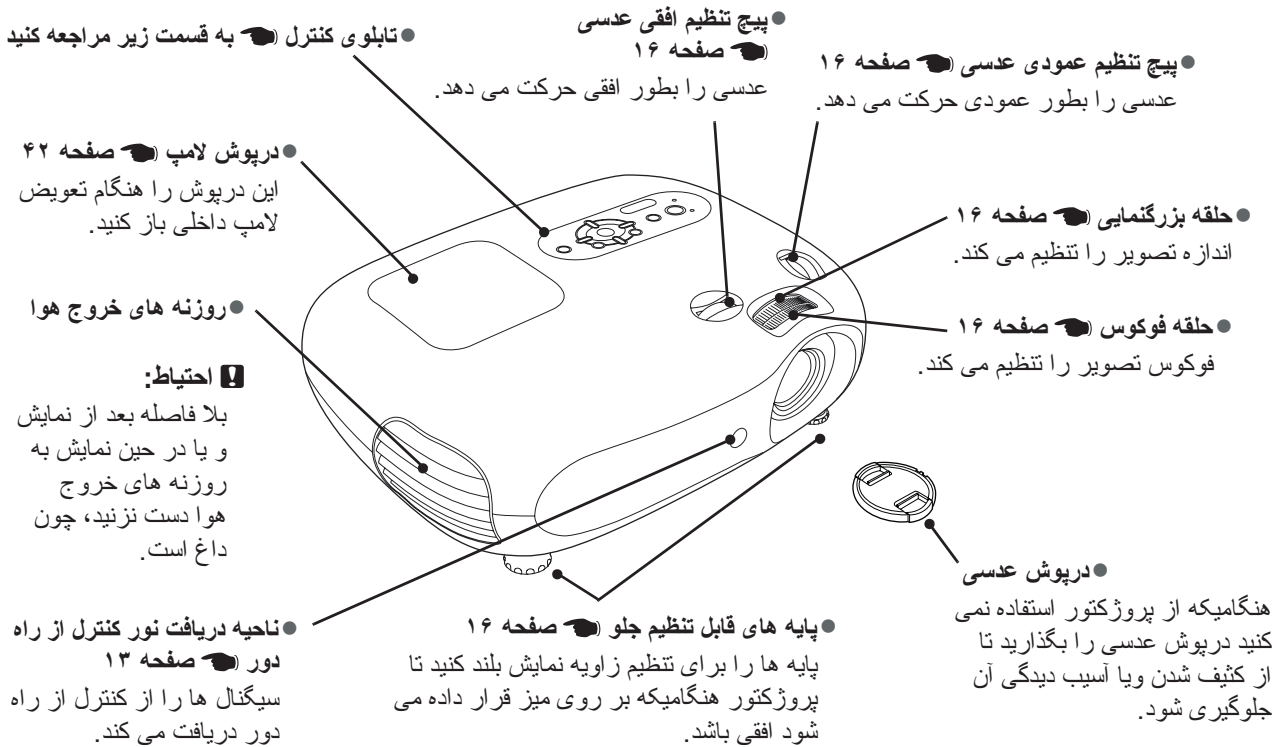 ●پیچ تنظیم افقی عدسی
☚ صفحه ۱۶
عدسی را بطور افقی حرکت می دهد.
●تابلوی کنترل ☚ به قسمت زیر مراجعه کنید
●پیچ تنظیم عمودی عدسی ☚ صفحه ۱۶
عدسی را بطور عمودی حرکت می دهد.
●درپوش لامپ ☚ صفحه ۴۲
این درپوش را هنگام تعویض
لامپ داخلی باز کنید.
●حلقه بزرگنمایی ☚ صفحه ۱۶
اندازه تصویر را تنظیم می کند.
●روزنه های خروج هوا
●حلقه فوکوس ☚ صفحه ۱۶
فوکوس تصویر را تنظیم می کند.
احتیاط:
بلا فاصله بعد از نمایش
و یا در حین نمایش به
روزنه های خروج
هوا دست نزنید، چون
داغ است.
●درپوش عدسی
هنگامیکه از پروژکتور استفاده نمی
کنید درپوش عدسی را بگذارید تا
از کثیف شدن ویا آسیب دیدگی آن
جلوگیری شود.
●پایه های قابل تنظیم جلو ☚ صفحه ۱۶
پایه ها را برای تنظیم زاویه نمایش بلند کنید تا
پروژکتور هنگامیکه بر روی میز قرار داده می
شود افقی باشد.
●ناحیه دریافت نور کنترل از راه
دور ☚ صفحه ۱۳
سیگنال ها را از کنترل از راه
دور دریافت می کند.